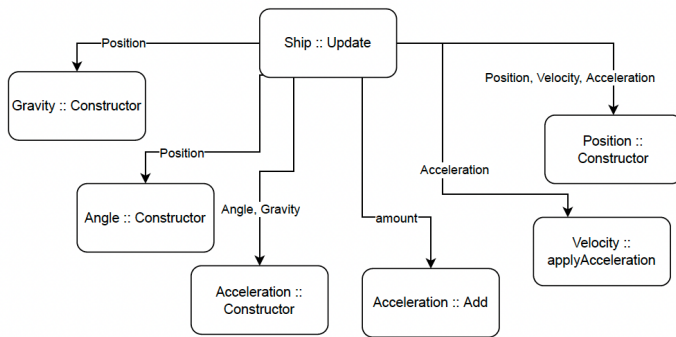 Ship :: Update
Position
Position, Velocity, Acceleration
Gravity :: Constructor
Position ::
Constructor
Position
Acceleration
Angle, Gravity
amount
Angle :: Constructor
Velocity ::
applyAcceleration
Acceleration ::
Constructor
Acceleration :: Add